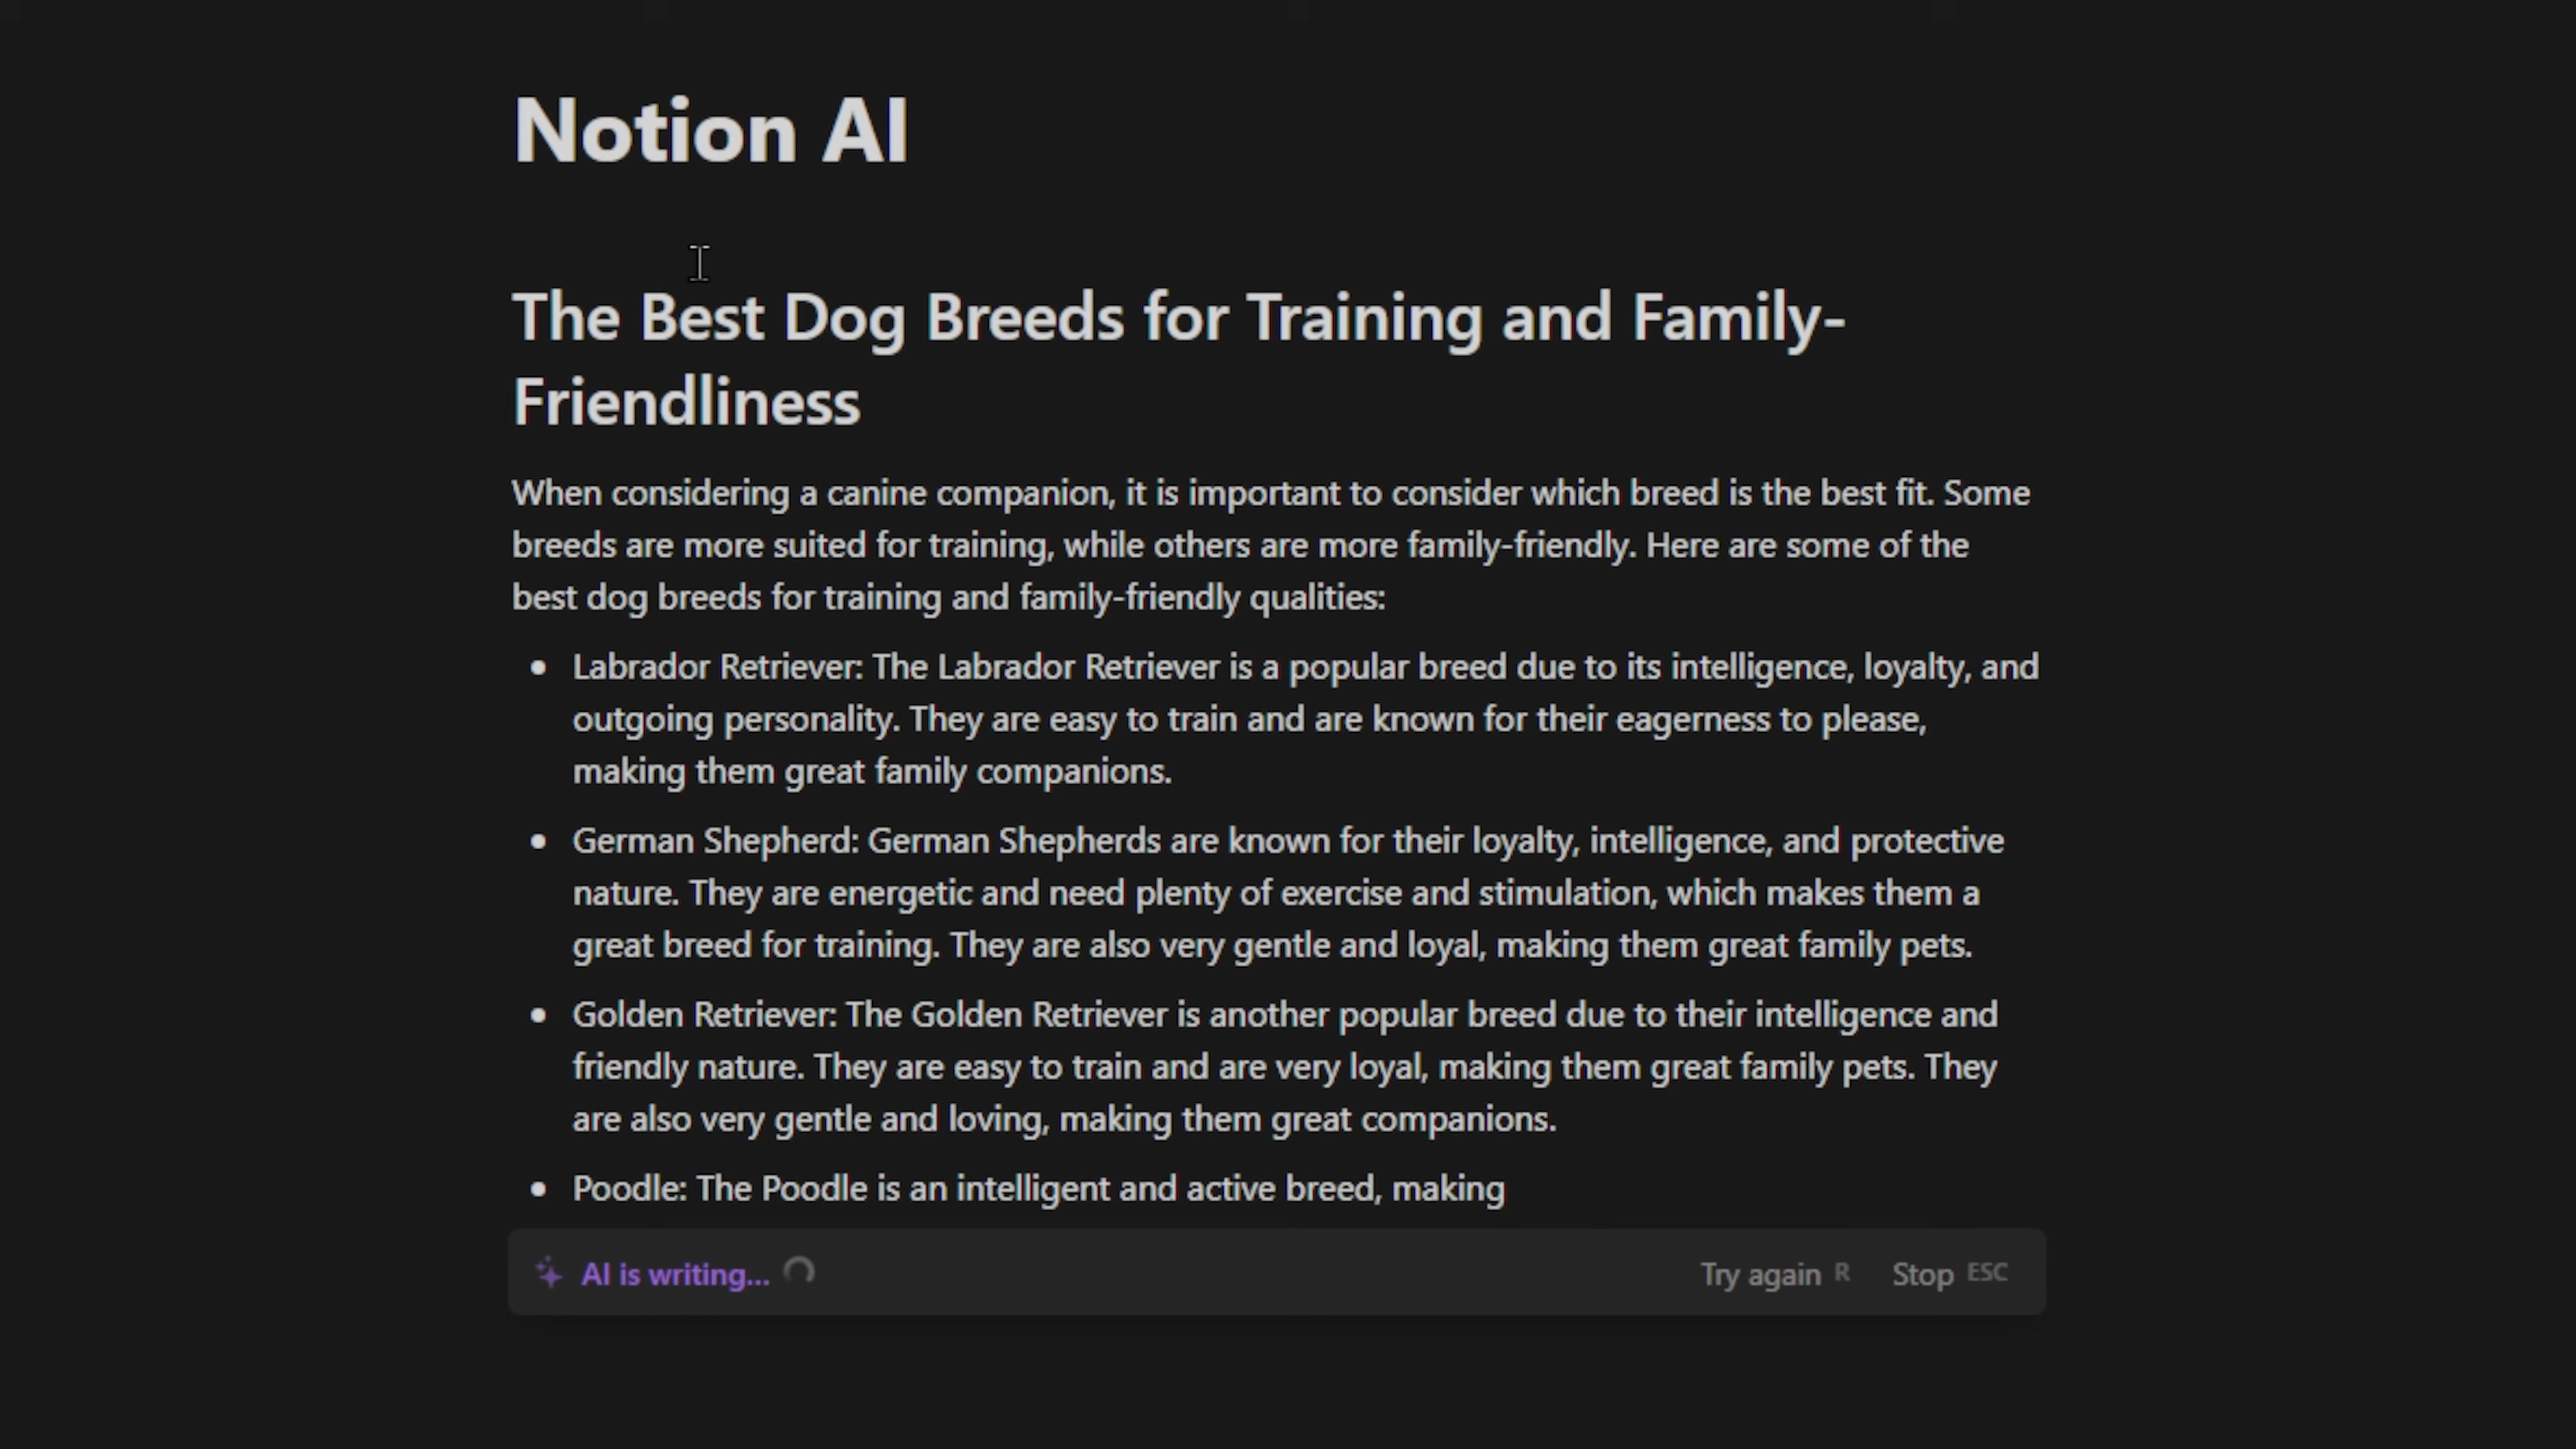 Notion AI
The Best Dog Breeds for Training and Family-
Friendliness
When considering a canine companion, it is important to consider which breed is the best fit. Some
breeds are more suited for training, while others are more family-friendly. Here are some of the
best dog breeds for training and family-friendly qualities:
• Labrador Retriever: The Labrador Retriever is a popular breed due to its intelligence, loyalty, and
outgoing personality. They are easy to train and are known for their eagerness to please,
making them great family companions.
• German Shepherd: German Shepherds are known for their loyalty, intelligence, and protective
nature. They are energetic and need plenty of exercise and stimulation, which makes them a
great breed for training. They are also very gentle and loyal, making them great family pets.
• Golden Retriever: The Golden Retriever is another popular breed due to their intelligence and
friendly nature. They are easy to train and are very loyal, making them great family pets. They
are also very gentle and loving, making them great companions.
• Poodle: The Poodle is an intelligent and active breed, making
AI is writing... Try again R Stop ESC